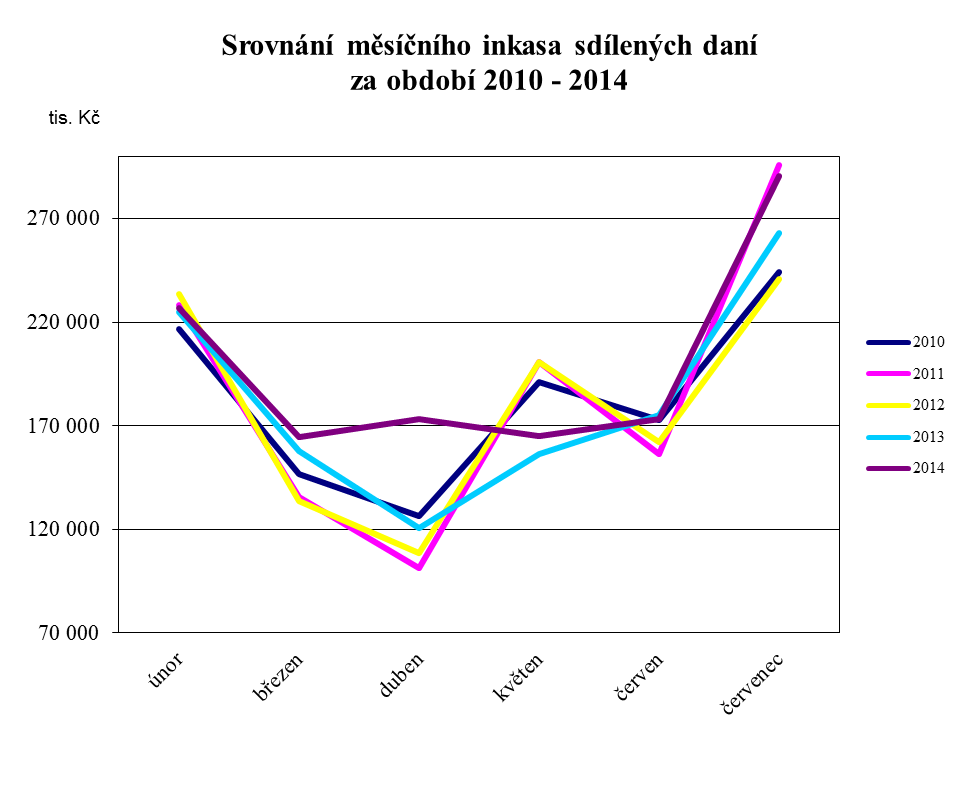 Srovnání měsíčního inkasa sdílených daní
za období 2010 - 2014
tis. Kč
270 000
220 000
170 000
120 000
70 000
únor
březen
duben
květen
červen
červenec
2010
2011
2012
2013
2014